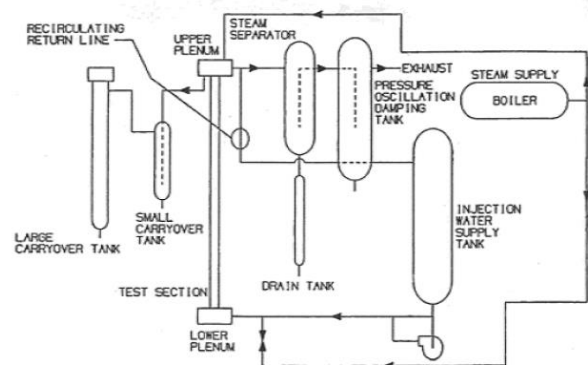 RECIRCULATING
RETURN LINE
UPPER
PLENUM
STEAM
SEPARATOR
EXHAUST
PRESSURE
OSCILLATION
DAMPING
TANK
STEAM SUPPLY
BOILER
SMALL
CARRYOVER
TANK
LARGE
CARRYOVER TANK
INJECTION
WATER
SUPPLY
TANK
DRAIN TANK
TEST SECTION
LOWER
PLENUM